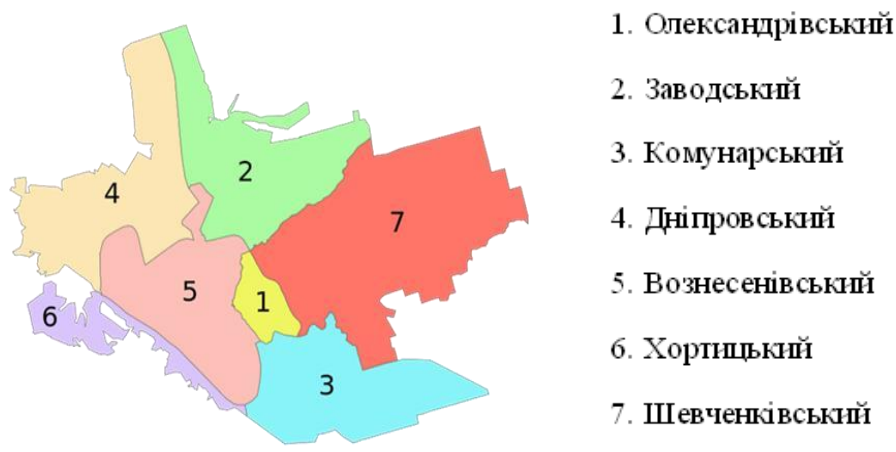 1. Олександрівський
2. Заводський
3. Комунарський
4. Дніпровський
5. Вознесенівський
6. Хортицький
7. Шевченківський
2
4
7
5
1
6
3